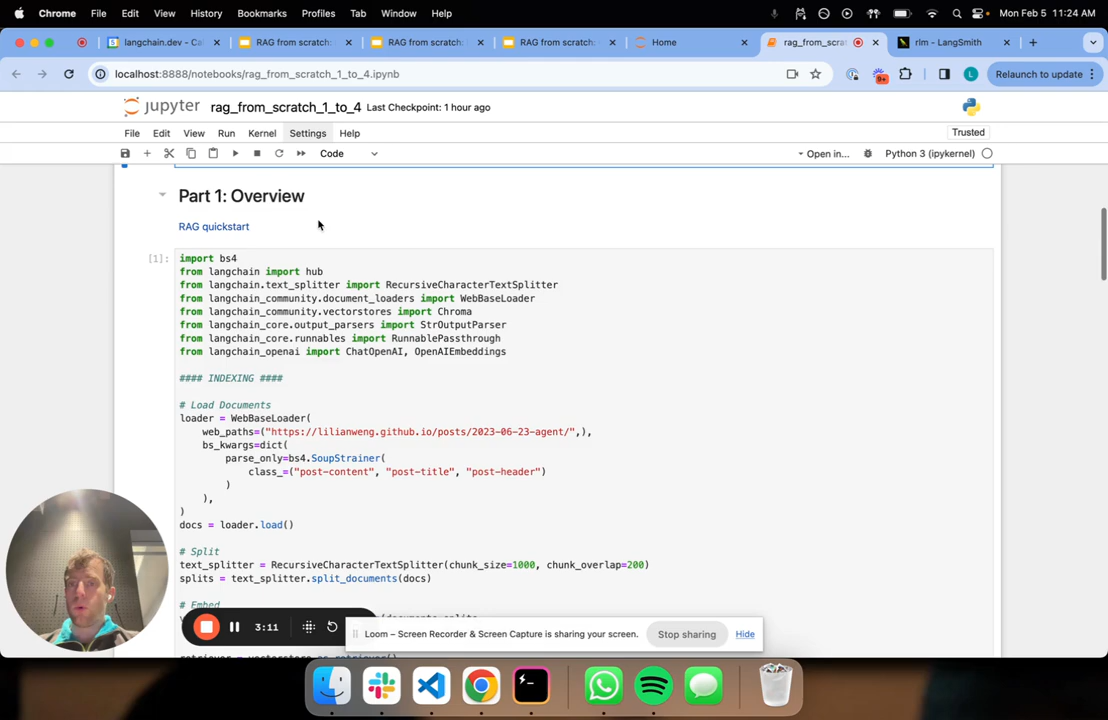 Chrome File Edit View History Bookmarks Profiles Tab Window Help Mon Feb 5 11:24 AM
langchain.dev - Ca RAG from scratch: RAG from scratch: RAG from scratch: Home rag_from_scra rlm - LangSmith
localhost:8888/notebooks/rag_from_scratch_1_to_4.ipynb 9+ L Relaunch to update
jupyter rag_from_scratch_1_to_4 Last Checkpoint: 1 hour ago
File Edit View Run Kernel Settings Help Trusted
Code Open in... Python 3 (ipykernel)
Part 1: Overview
RAG quickstart
[1]: import bs4
from langchain import hub
from langchain.text_splitter import RecursiveCharacterTextSplitter
from langchain_community.document_loaders import WebBaseLoader
from langchain_community.vectorstores import Chroma
from langchain_core.output_parsers import StrOutputParser
from langchain_core.runnables import RunnablePassthrough
from langchain_openai import ChatOpenAI, OpenAIEmbeddings
#### INDEXING ####
# Load Documents
loader = WebBaseLoader(
web_paths=("https://lilianweng.github.io/posts/2023-06-23-agent/",),
bs_kwargs=dict(
parse_only=bs4.SoupStrainer(
class_=("post-content", "post-title", "post-header")
)
),
)
docs = loader.load()
# Split
text_splitter = RecursiveCharacterTextSplitter(chunk_size=1000, chunk_overlap=200)
splits = text_splitter.split_documents(docs)
# Embed
3:11
Loom – Screen Recorder & Screen Capture is sharing your screen. Stop sharing Hide